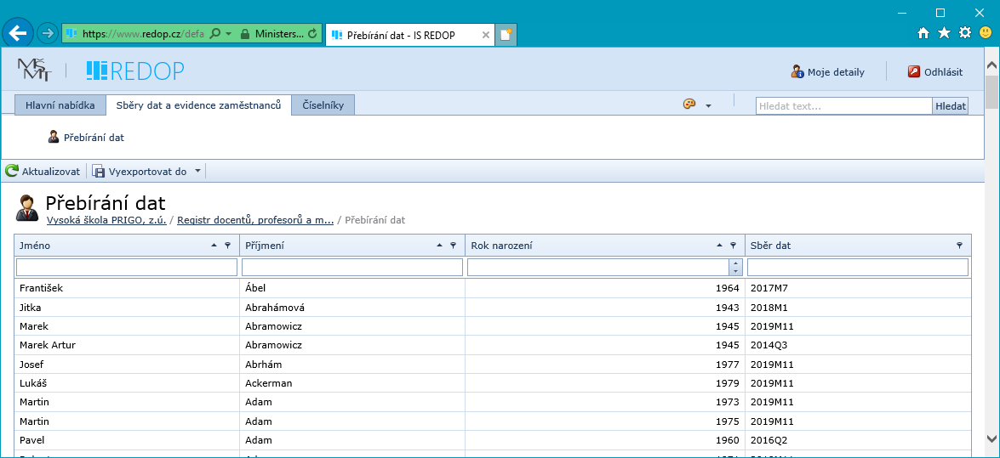 https://www.redop.cz/defa Ministers... Přebírání dat - IS REDOP
MŠMT REDOP Moje detaily Odhlásit
Hlavní nabídka Sběry dat a evidence zaměstnanců Číselníky Hledat text... Hledat
Přebírání dat
Aktualizovat Vyexportovat do
Přebírání dat
Vysoká škola PRIGO, z.ú. / Registr docentů, profesorů a m... / Přebírání dat
Jméno Příjmení Rok narození Sběr dat
František Ábel 1964 2017M7
Jitka Abrahámová 1943 2018M1
Marek Abramowicz 1945 2019M11
Marek Artur Abramowicz 1945 2014Q3
Josef Abrhám 1977 2019M11
Lukáš Ackerman 1979 2019M11
Martin Adam 1973 2019M11
Martin Adam 1975 2019M11
Pavel Adam 1960 2016Q2